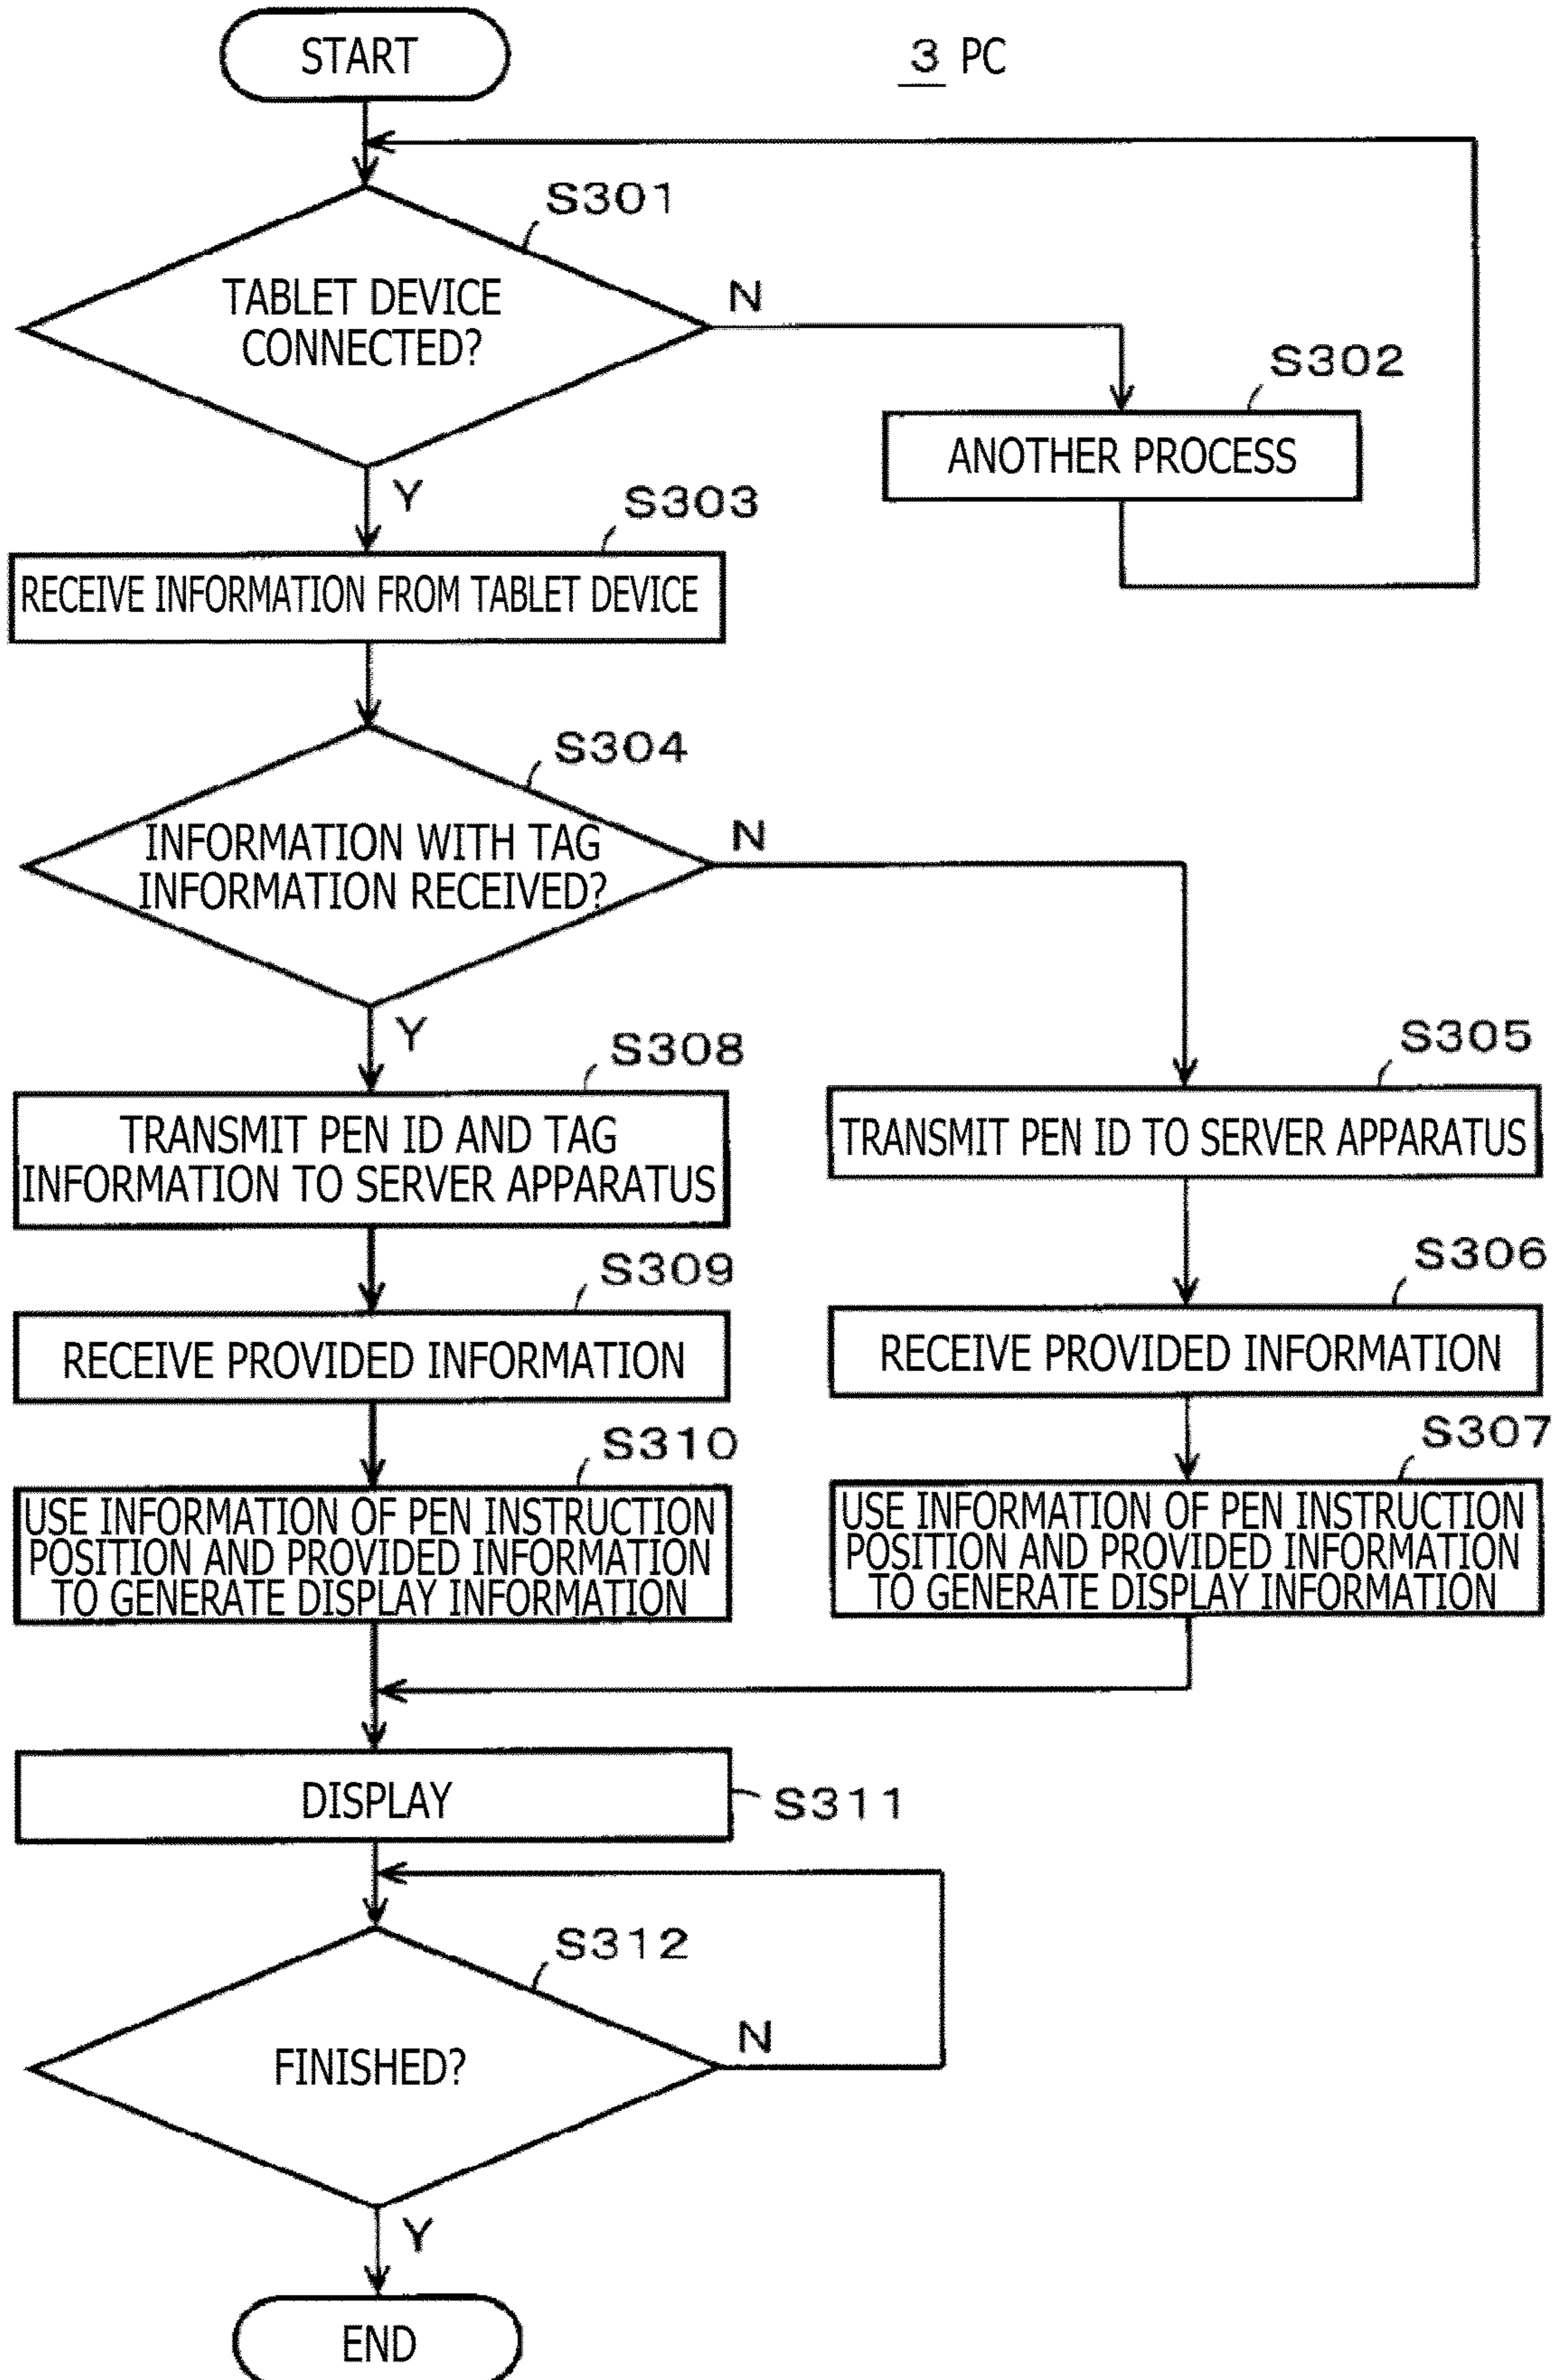 START
3 PC
S301
TABLET DEVICE
CONNECTED?
N
S302
ANOTHER PROCESS
Y
S303
RECEIVE INFORMATION FROM TABLET DEVICE
S304
INFORMATION WITH TAG
INFORMATION RECEIVED?
N
Y
S308
TRANSMIT PEN ID AND TAG
INFORMATION TO SERVER APPARATUS
S305
TRANSMIT PEN ID TO SERVER APPARATUS
S309
RECEIVE PROVIDED INFORMATION
S306
RECEIVE PROVIDED INFORMATION
S310
USE INFORMATION OF PEN INSTRUCTION
POSITION AND PROVIDED INFORMATION
TO GENERATE DISPLAY INFORMATION
S307
USE INFORMATION OF PEN INSTRUCTION
POSITION AND PROVIDED INFORMATION
TO GENERATE DISPLAY INFORMATION
DISPLAY
S311
S312
FINISHED?
N
Y
END